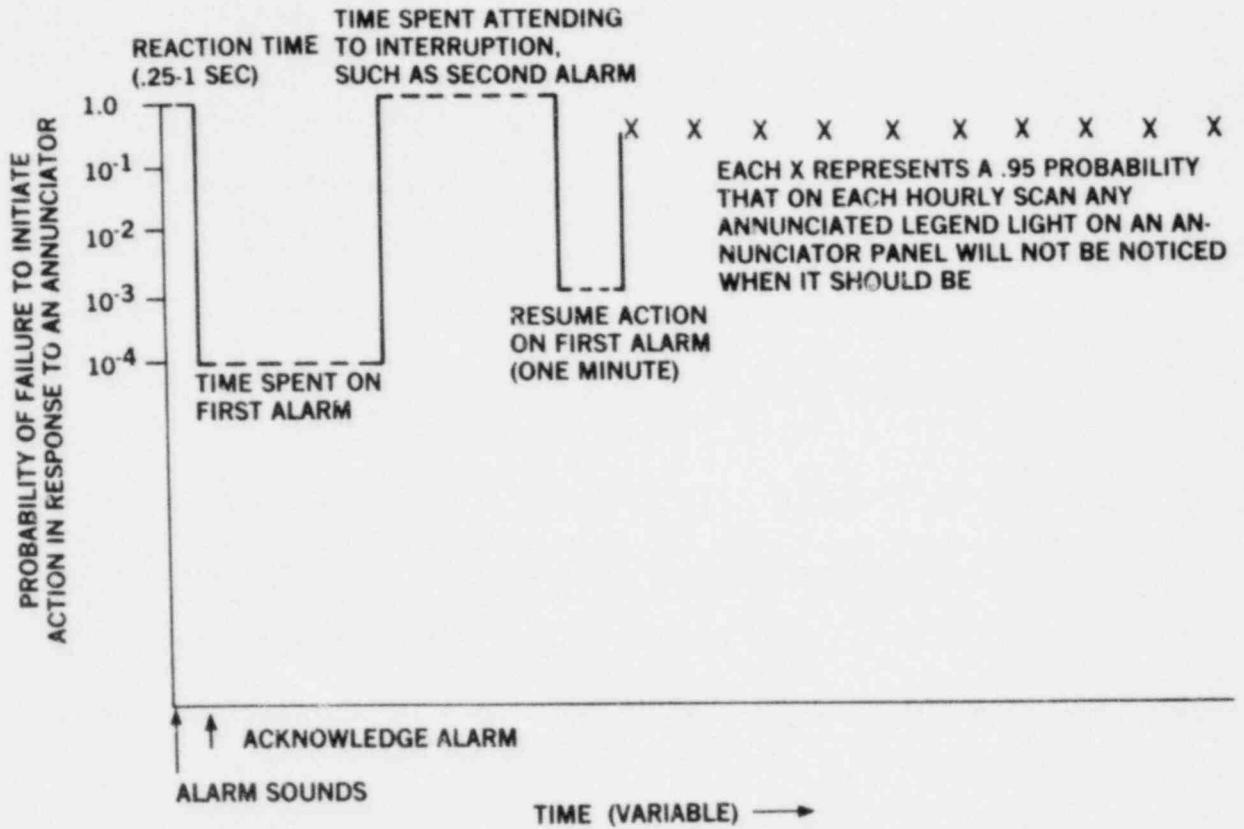 TIME SPENT ATTENDING
TO INTERRUPTION,
SUCH AS SECOND ALARM
REACTION TIME
(.25-1 SEC)
1.0
10-1
10-2
10-3
10-4
PROBABILITY OF FAILURE TO INITIATE
ACTION IN RESPONSE TO AN ANNUNCIATOR
X X X X X X X X X X
EACH X REPRESENTS A .95 PROBABILITY
THAT ON EACH HOURLY SCAN ANY
ANNUNCIATED LEGEND LIGHT ON AN AN-
NUNCIATOR PANEL WILL NOT BE NOTICED
WHEN IT SHOULD BE
RESUME ACTION
ON FIRST ALARM
(ONE MINUTE)
TIME SPENT ON
FIRST ALARM
ACKNOWLEDGE ALARM
ALARM SOUNDS
TIME (VARIABLE)